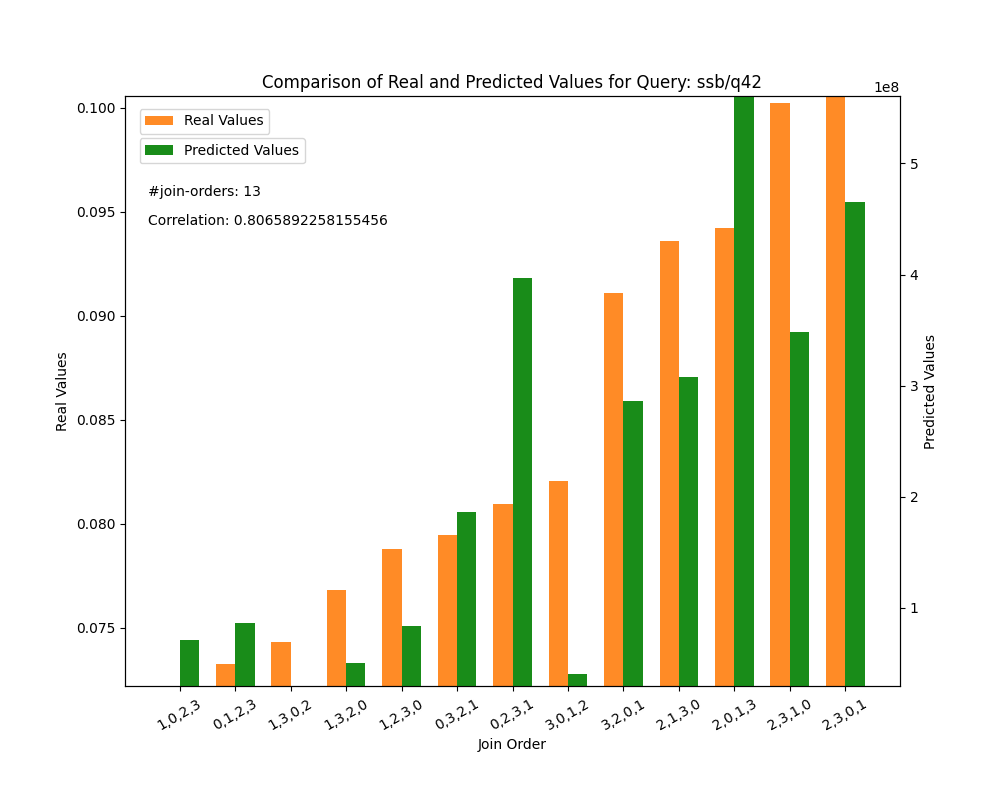 Comparison of Real and Predicted Values for Query: ssb/q42
1e8
Real Values
Predicted Values
#join-orders: 13
Correlation: 0.8065892258155456
0.100
0.095
0.090
0.085
0.080
0.075
Real Values
5
4
3
2
1
Predicted Values
1,0,2,3
0,1,2,3
1,3,0,2
1,3,2,0
1,2,3,0
0,3,2,1
0,2,3,1
3,0,1,2
3,2,0,1
2,1,3,0
2,0,1,3
2,3,1,0
2,3,0,1
Join Order